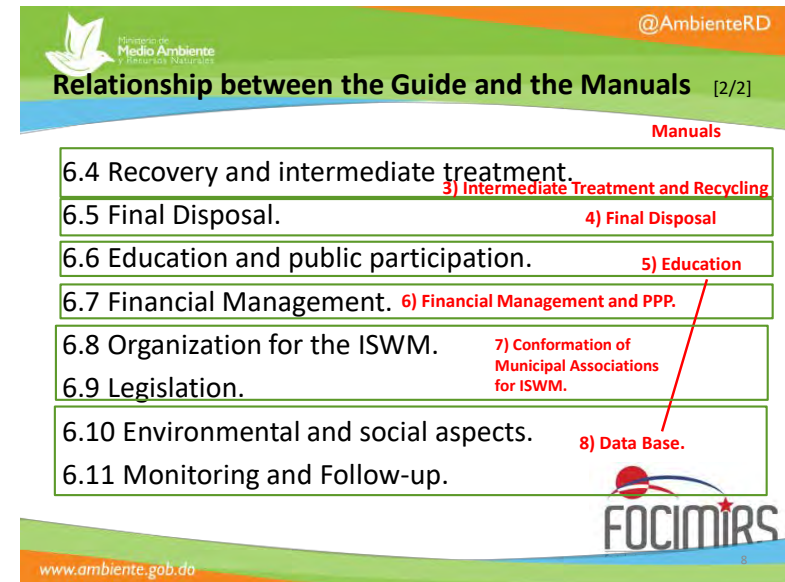 @AmbienteRD
Ministerio de
Medio Ambiente
y Recursos Naturales
Relationship between the Guide and the Manuals [2/2]
Manuals
6.4 Recovery and intermediate treatment.
3) Intermediate Treatment and Recycling
6.5 Final Disposal.
4) Final Disposal
6.6 Education and public participation.
5) Education
6.7 Financial Management. 6) Financial Management and PPP.
6.8 Organization for the ISWM.
7) Conformation of
Municipal Associations
for ISWM.
6.9 Legislation.
6.10 Environmental and social aspects.
8) Data Base.
6.11 Monitoring and Follow-up.
FOCIMiRS
8
www.ambiente.gob.do